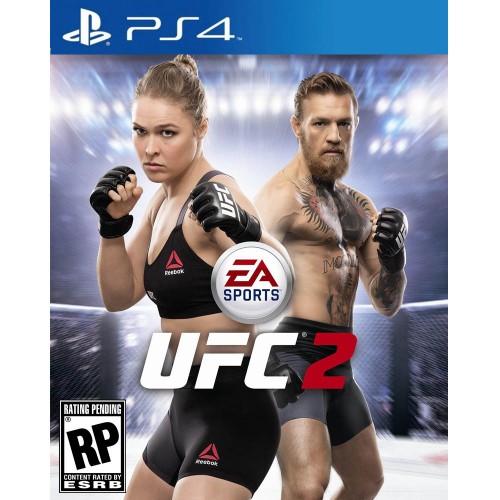 PS4
UFC
Reebok
EA
SPORTS
UFC 2
RATING PENDING
RP
CONTENT RATED BY
ESRB
Reebok